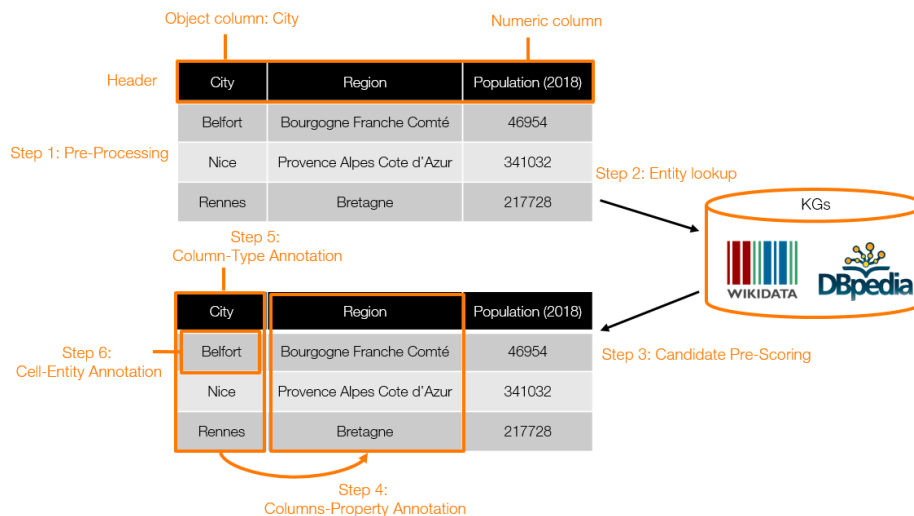 Object column: City
Numeric column
Header
City Region Population (2018)
Belfort Bourgogne Franche Comté 46954
Step 1: Pre-Processing
Nice Provence Alpes Cote d'Azur 341032
Step 2: Entity lookup
Rennes Bretagne 217728
KGs
WIKIDATA
DBpedia
Step 5:
Column-Type Annotation
City Region Population (2018)
Step 6:
Cell-Entity Annotation
Belfort Bourgogne Franche Comté 46954
Step 3: Candidate Pre-Scoring
Nice Provence Alpes Cote d'Azur 341032
Rennes Bretagne 217728
Step 4:
Columns-Property Annotation